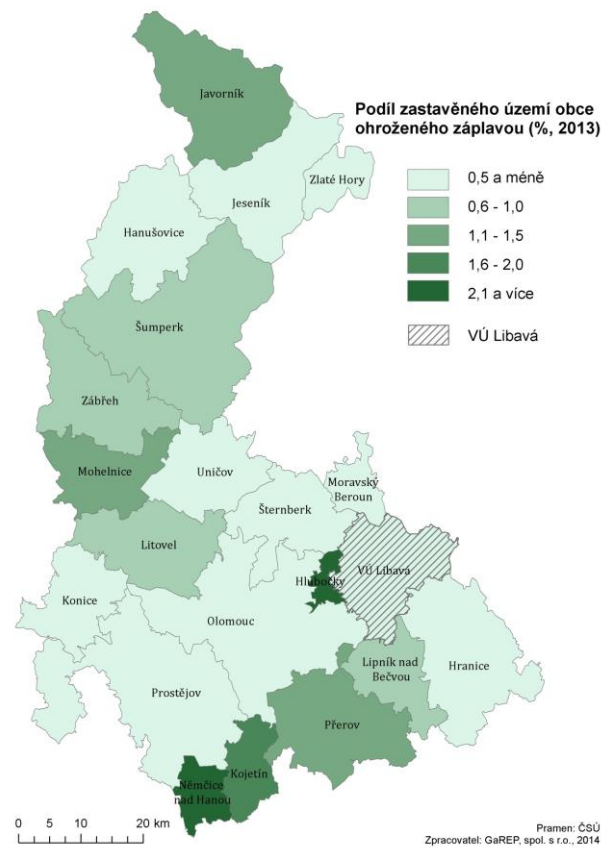 Javorník
Podíl zastavěného území obce
ohroženého záplavou (%, 2013)
0,5 a méně
0,6 - 1,0
1,1 - 1,5
1,6 - 2,0
2,1 a více
VÚ Libavá
Zlaté Hory
Jeseník
Hanušovice
Šumperk
Zábřeh
Mohelnice
Uničov
Moravský
Beroun
Šternberk
Litovel
VÚ Libavá
Hlubočky
Konice
Olomouc
Lipník nad
Bečvou
Hranice
Prostějov
Přerov
Kojetín
Němčice
nad Hanou
0 5 10 20 km
Pramen: ČSÚ
Zpracovatel: GaREP, spol. s r.o., 2014